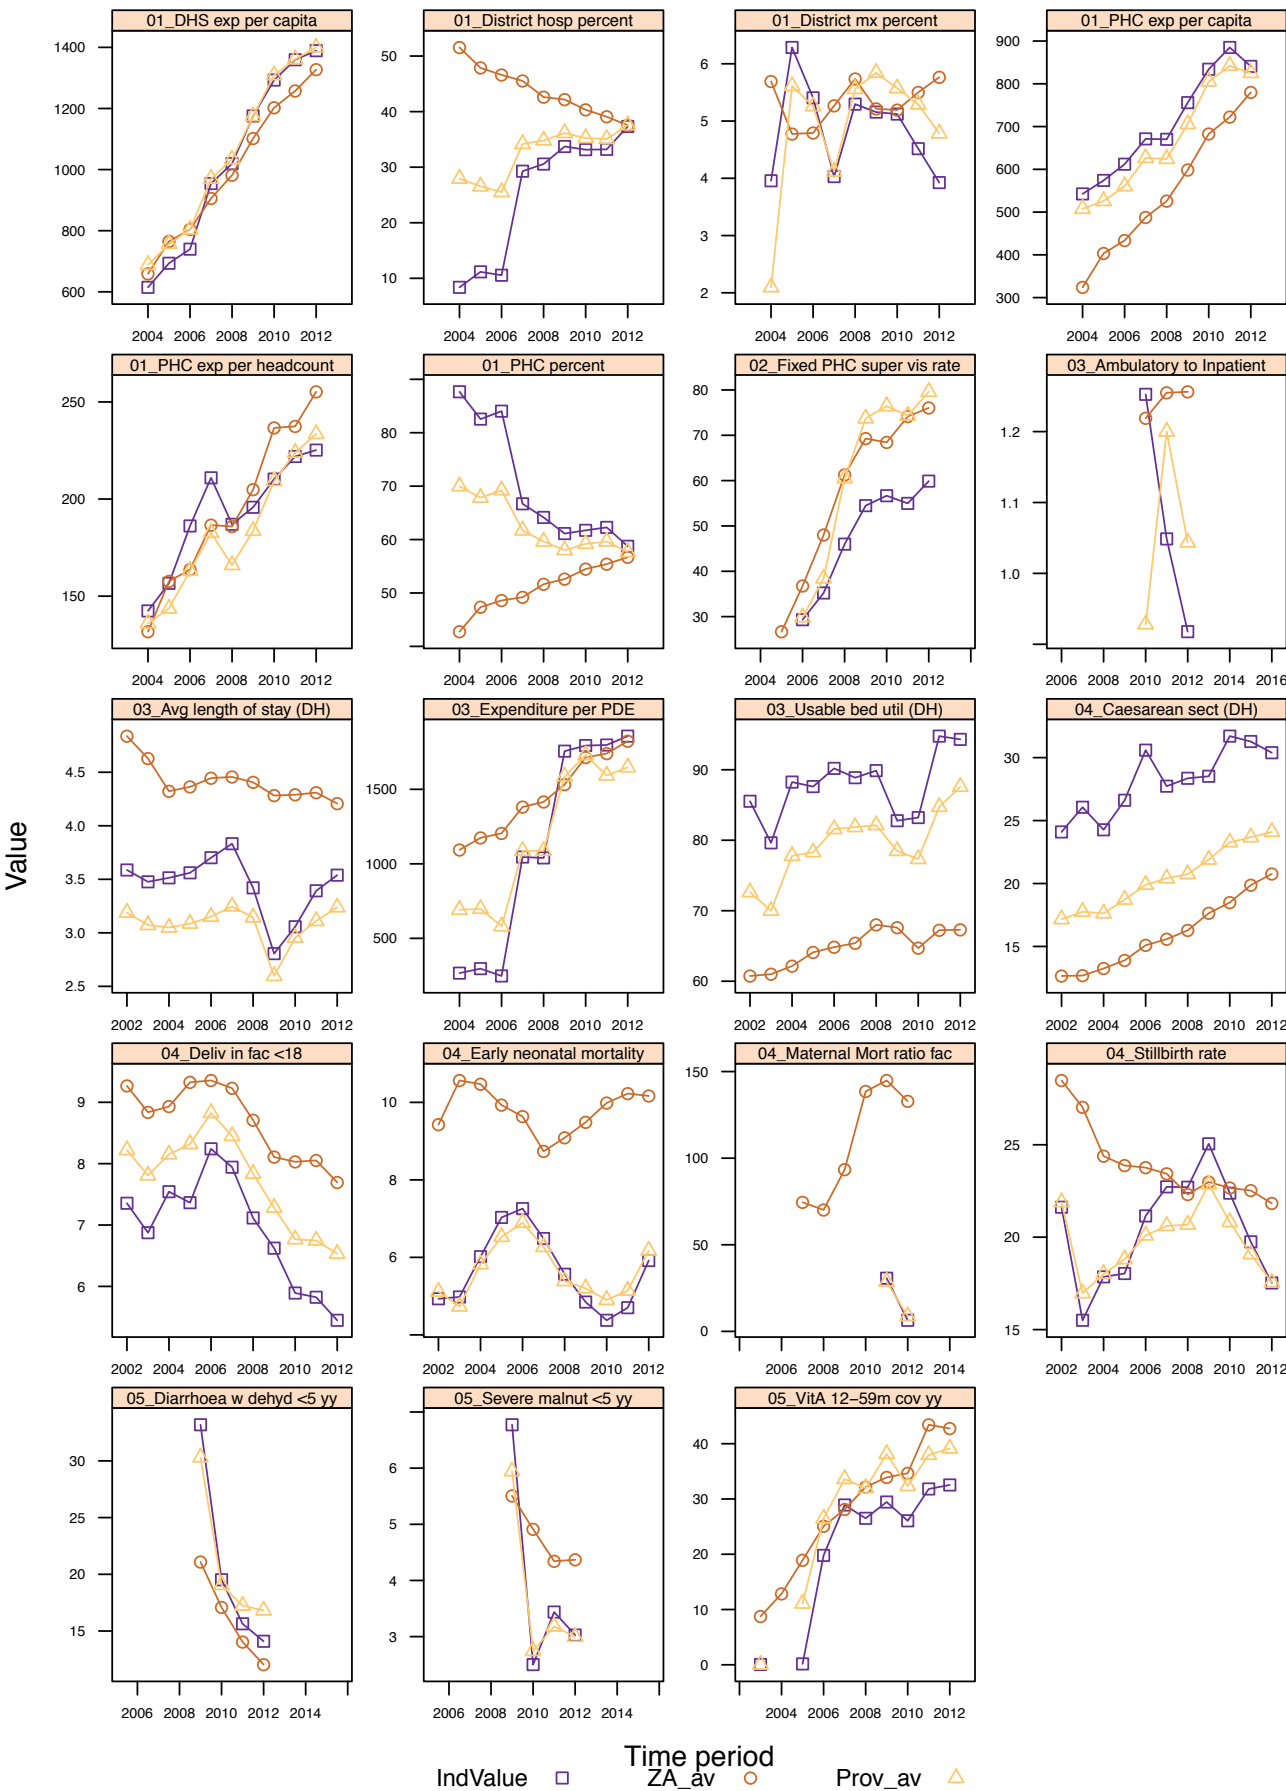 01_DHS exp per capita 01_District hosp percent 01_District mx percent 01_PHC exp per capita
1400 1200 1000 800 600
50 40 30 20 10
6 5 4 3 2
900 800 700 600 500 400 300
2004 2006 2008 2010 2012 2004 2006 2008 2010 2012 2004 2006 2008 2010 2012 2004 2006 2008 2010 2012
01_PHC exp per headcount 01_PHC percent 02_Fixed PHC super vis rate 03_Ambulatory to Inpatient
250 200 150
80 70 60 50
80 70 60 50 40 30
1.2 1.1 1.0
2004 2006 2008 2010 2012 2004 2006 2008 2010 2012 2004 2006 2008 2010 2012 2006 2008 2010 2012 2014 2016
03_Avg length of stay (DH) 03_Expenditure per PDE 03_Usable bed util (DH) 04_Caesarean sect (DH)
4.5 4.0 3.5 3.0 2.5
1500 1000 500
90 80 70 60
30 25 20 15
2002 2004 2006 2008 2010 2012 2004 2006 2008 2010 2012 2002 2004 2006 2008 2010 2012 2002 2004 2006 2008 2010 2012
Value
04_Deliv in fac <18 04_Early neonatal mortality 04_Maternal Mort ratio fac 04_Stillbirth rate
9 8 7 6
10 8 6
150 100 50 0
25 20 15
2002 2004 2006 2008 2010 2012 2002 2004 2006 2008 2010 2012 2006 2008 2010 2012 2014 2002 2004 2006 2008 2010 2012
05_Diarrhoea w dehyd <5 yy 05_Severe malnut <5 yy 05_VitA 12−59m cov yy
30 25 20 15
6 5 4 3
40 30 20 10 0
2006 2008 2010 2012 2014 2006 2008 2010 2012 2014 2004 2006 2008 2010 2012
Time period
IndValue ZA_av Prov_av